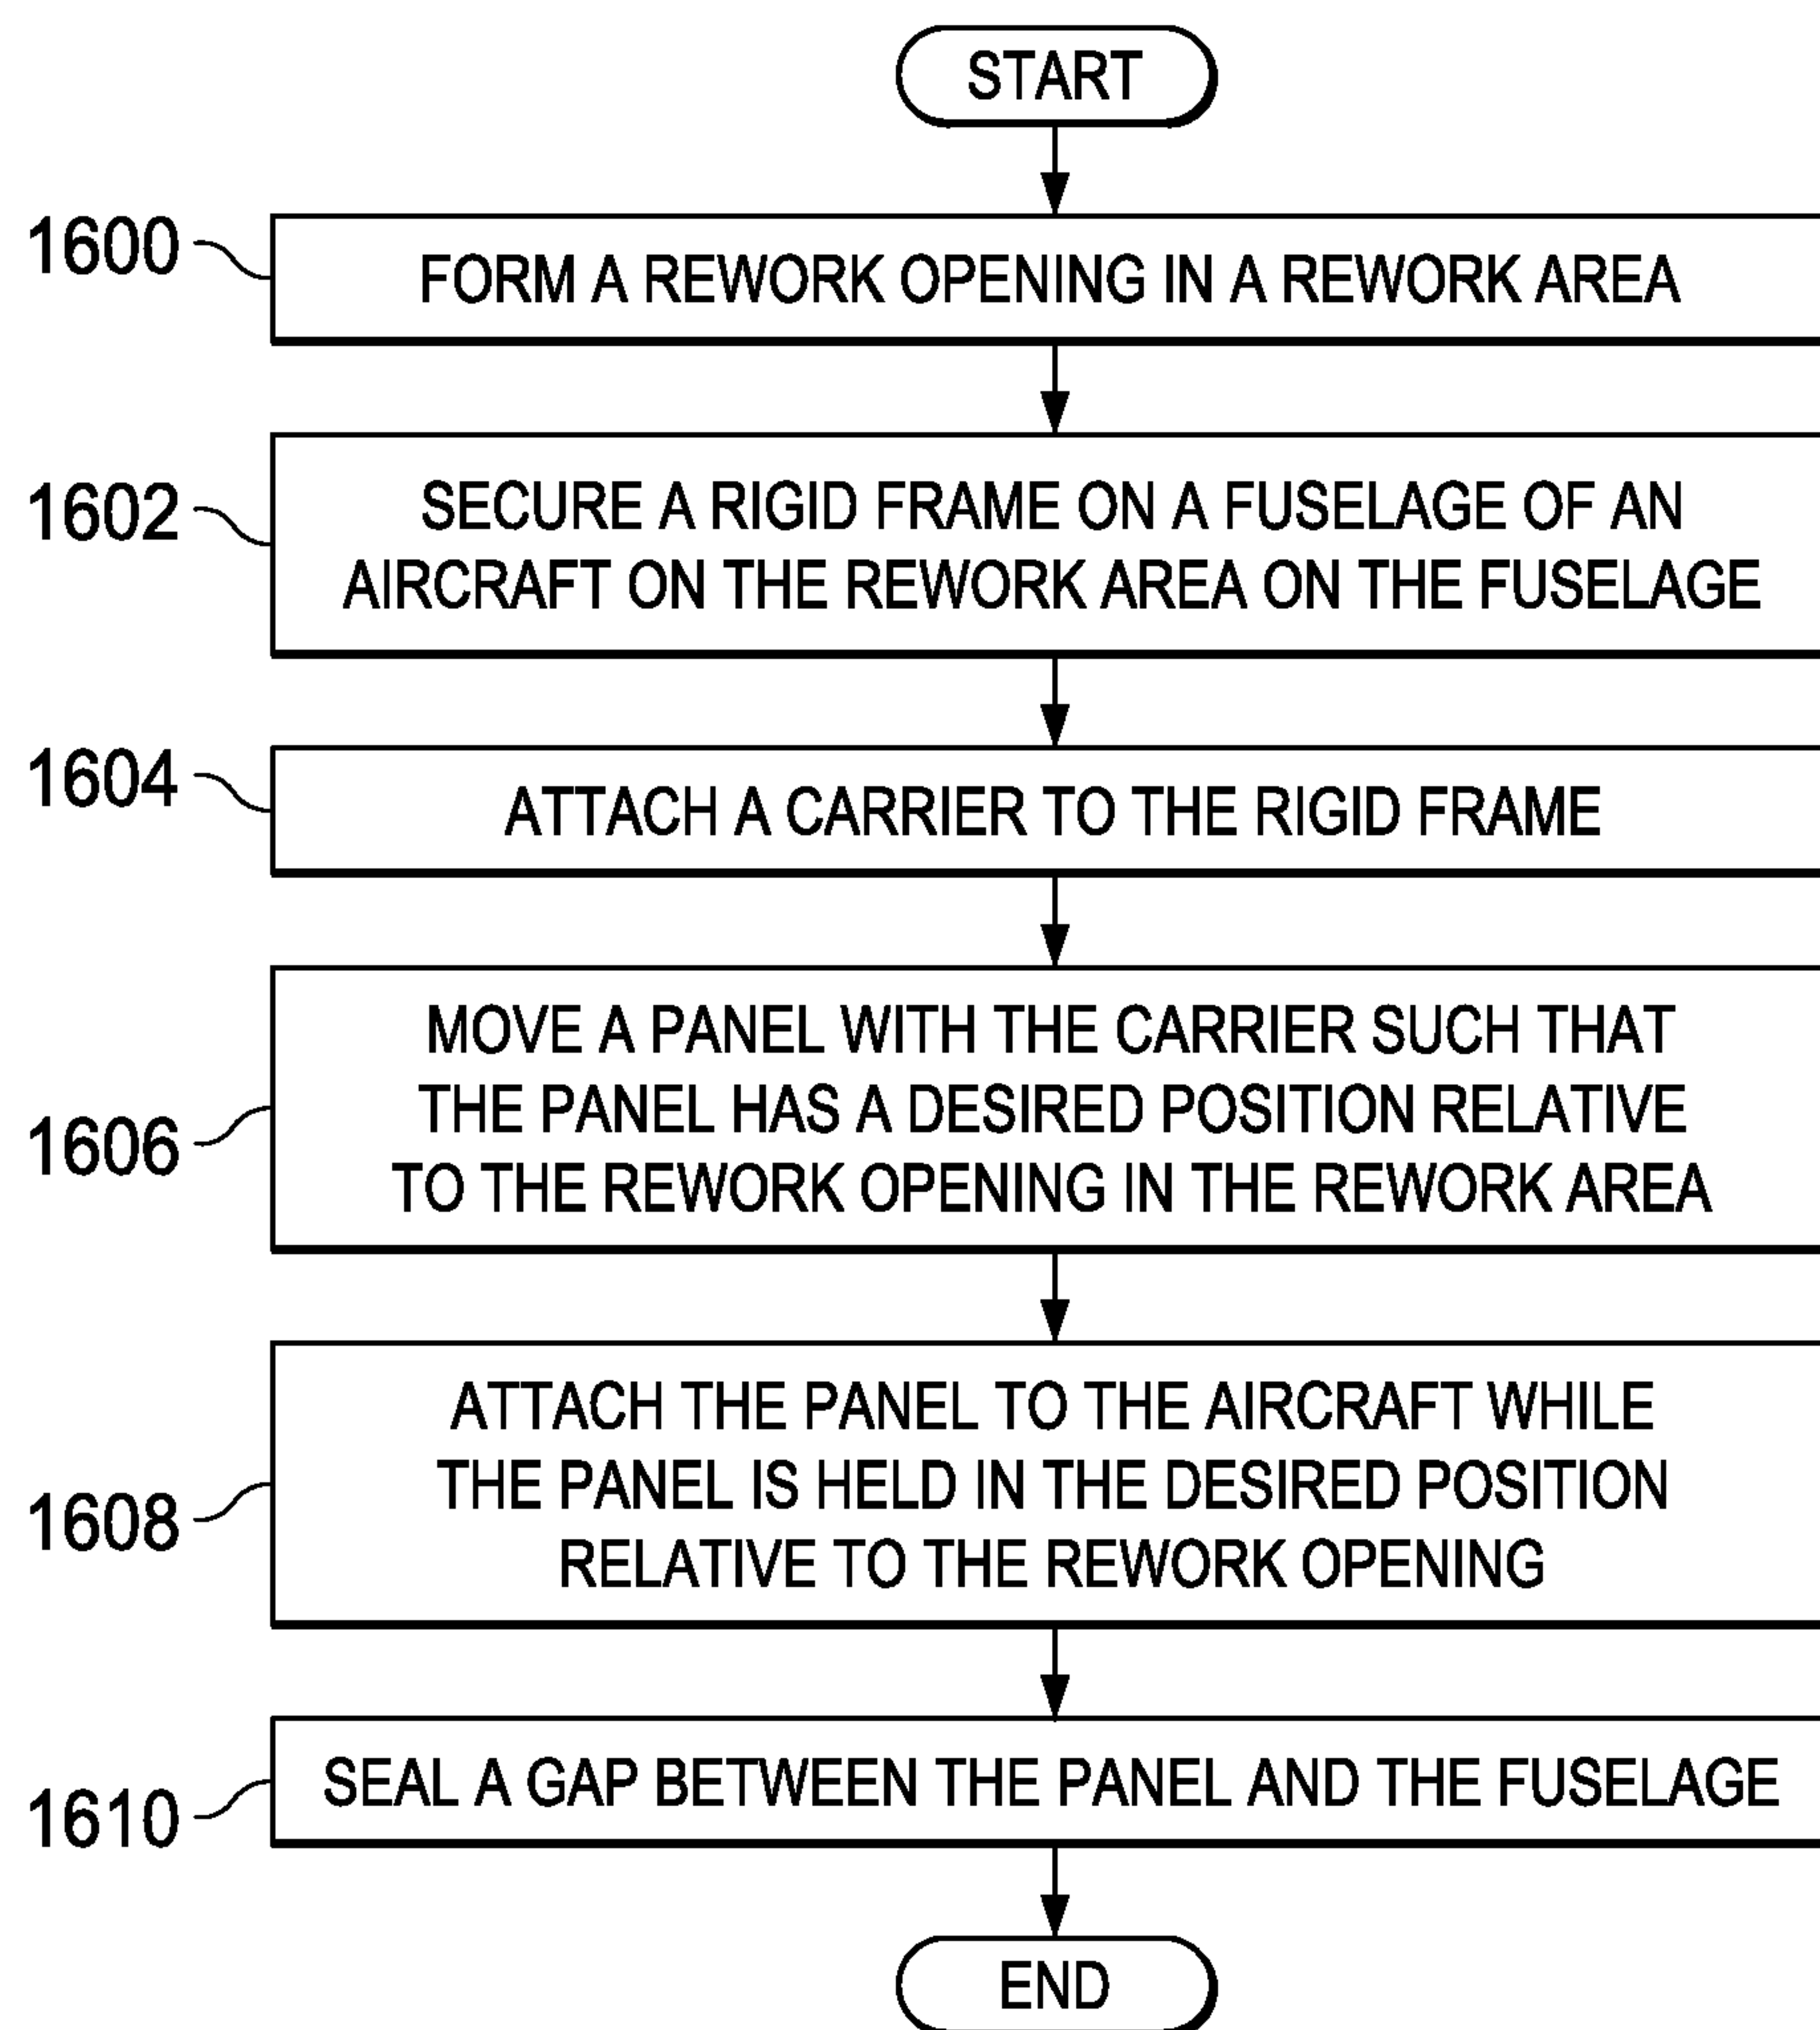 START
1600
FORM A REWORK OPENING IN A REWORK AREA
1602
SECURE A RIGID FRAME ON A FUSELAGE OF AN
AIRCRAFT ON THE REWORK AREA ON THE FUSELAGE
1604
ATTACH A CARRIER TO THE RIGID FRAME
1606
MOVE A PANEL WITH THE CARRIER SUCH THAT
THE PANEL HAS A DESIRED POSITION RELATIVE
TO THE REWORK OPENING IN THE REWORK AREA
1608
ATTACH THE PANEL TO THE AIRCRAFT WHILE
THE PANEL IS HELD IN THE DESIRED POSITION
RELATIVE TO THE REWORK OPENING
1610
SEAL A GAP BETWEEN THE PANEL AND THE FUSELAGE
END